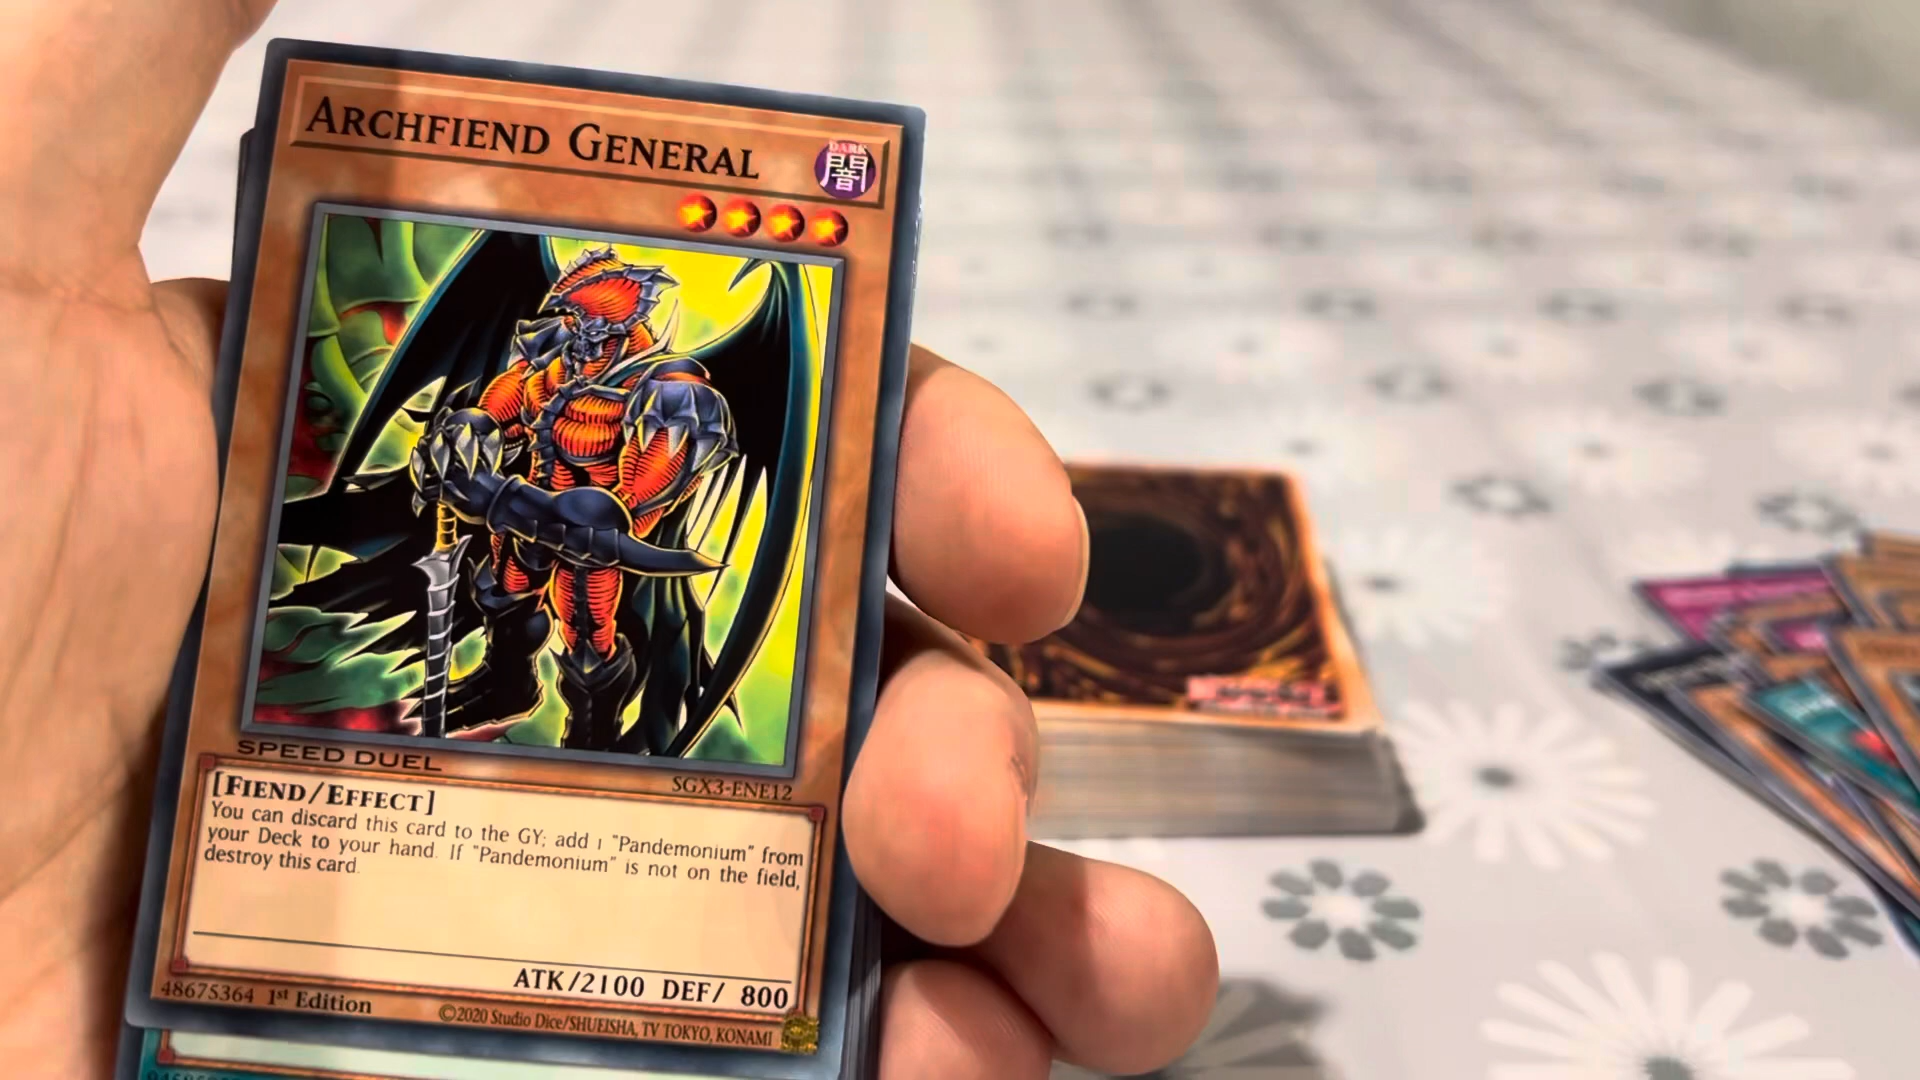 ARCHFIEND GENERAL
DARK
闇
SPEED DUEL
SGX3-ENE12
[FIEND/EFFECT]
You can discard this card to the GY; add 1 "Pandemonium" from
your Deck to your hand. If "Pandemonium" is not on the field,
destroy this card.
ATK/2100 DEF/ 800
48675364 1st Edition
©2020 Studio Dice/SHUEISHA, TV TOKYO, KONAMI